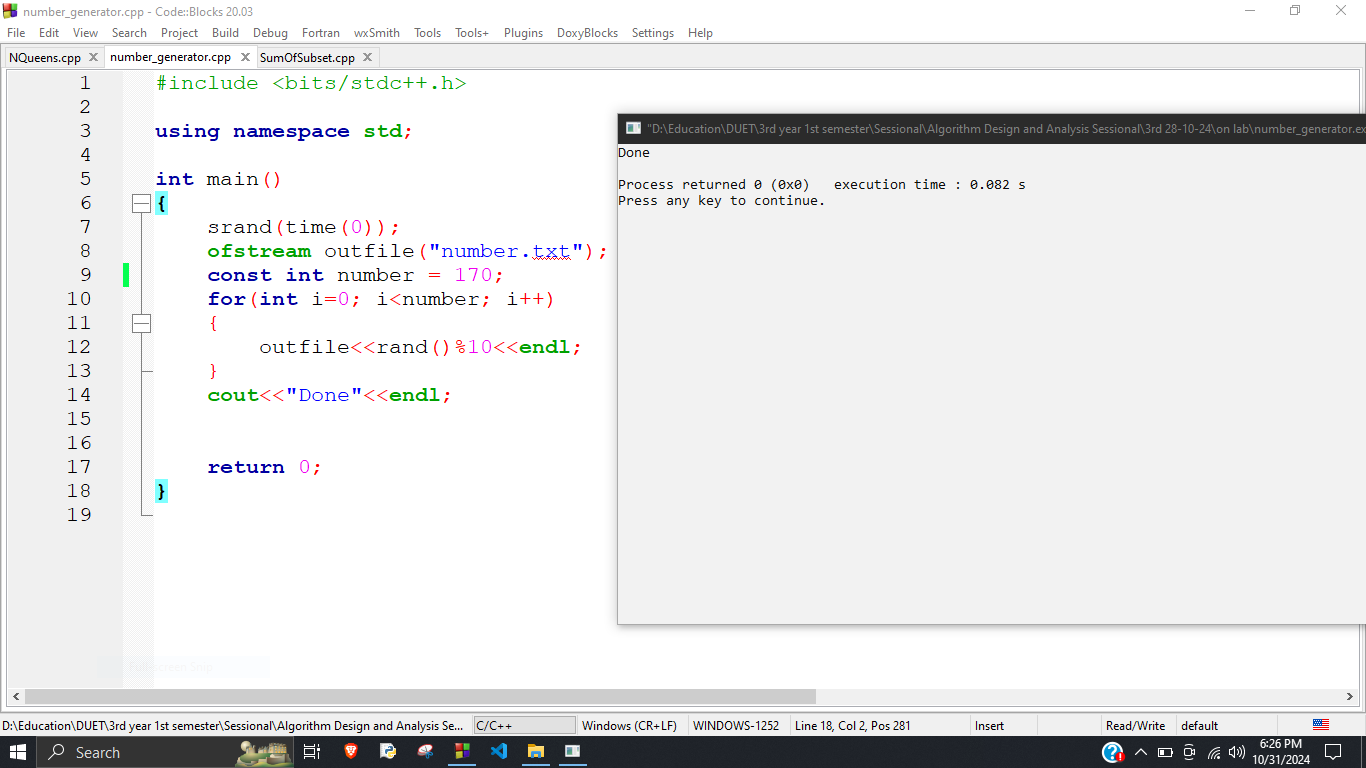 number_generator.cpp - Code::Blocks 20.03
File Edit View Search Project Build Debug Fortran wxSmith Tools Tools+ Plugins DoxyBlocks Settings Help
NQueens.cpp number_generator.cpp SumOfSubset.cpp
1 #include <bits/stdc++.h>
2
3 using namespace std;
4
5 int main()
6 {
7 srand(time(0));
8 ofstream outfile("number.txt");
9 const int number = 170;
10 for(int i=0; i<number; i++)
11 {
12 outfile<<rand()%10<<endl;
13 }
14 cout<<"Done"<<endl;
15
16
17 return 0;
18 }
19
"D:\Education\DUET\3rd year 1st semester\Sessional\Algorithm Design and Analysis Sessional\3rd 28-10-24\on lab\number_generator.ex
Done
Process returned 0 (0x0) execution time : 0.082 s
Press any key to continue.
D:\Education\DUET\3rd year 1st semester\Sessional\Algorithm Design and Analysis Se... C/C++ Windows (CR+LF) WINDOWS-1252 Line 18, Col 2, Pos 281 Insert Read/Write default
Search
6:26 PM
10/31/2024